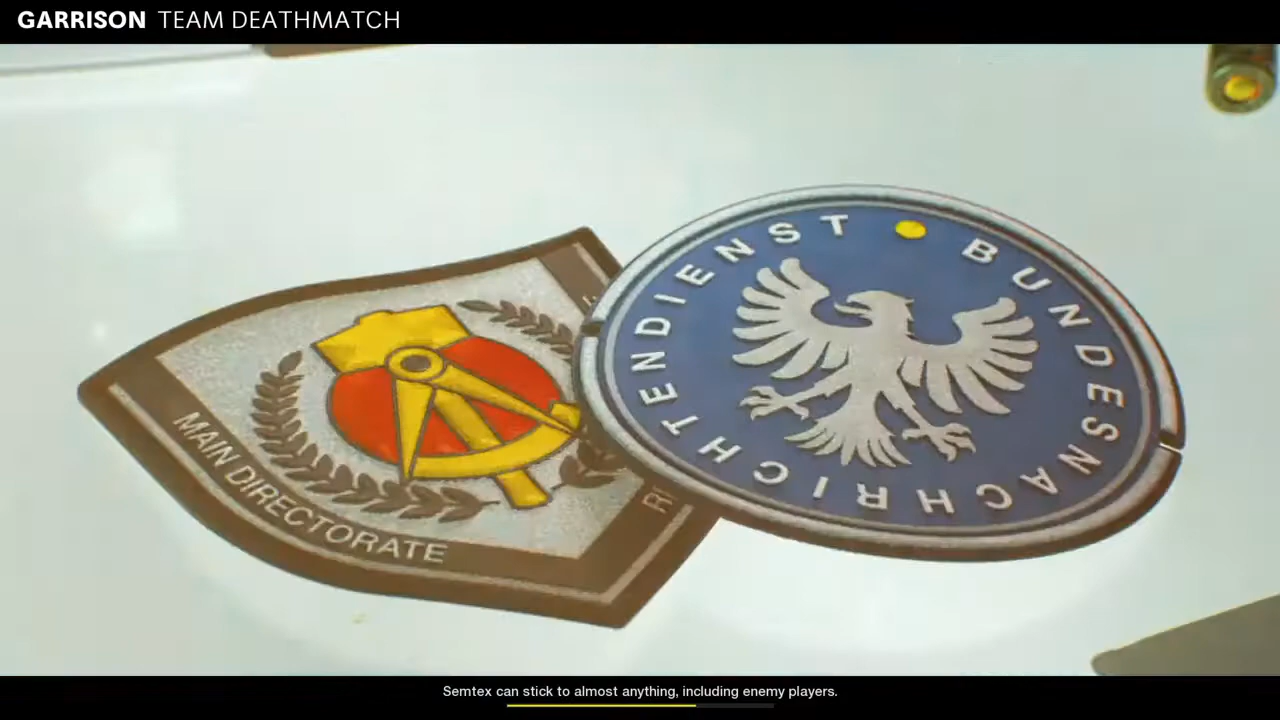 GARRISON TEAM DEATHMATCH
BUNDESNACHRICHTENDIENST
MAIN DIRECTORATE
Semtex can stick to almost anything, including enemy players.